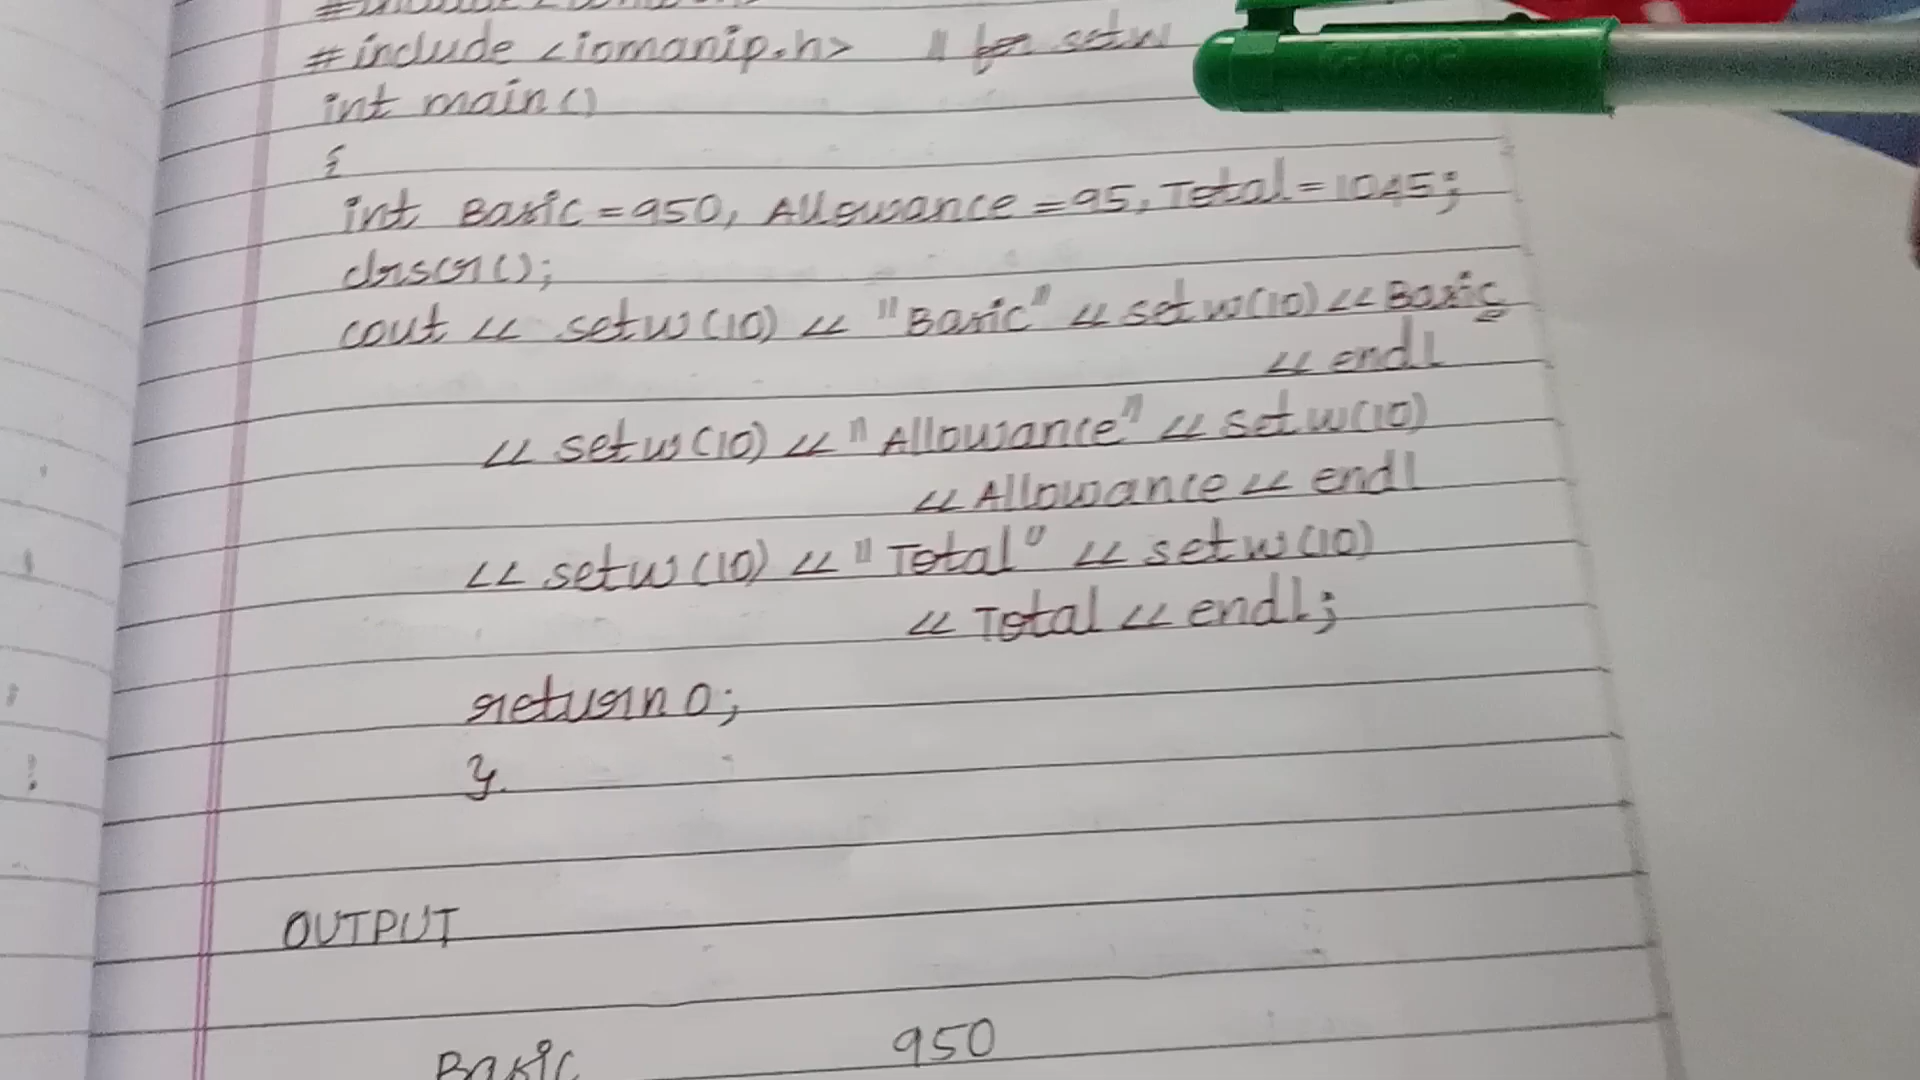 #include <iomanip.h> // for setw
int main()
{
int Basic = 950, Allowance = 95, Total = 1045;
clrscr();
cout << setw(10) << "Basic" << setw(10) << Basic
<< endl
<< setw(10) << "Allowance" << setw(10)
<< Allowance << endl
<< setw(10) << "Total" << setw(10)
<< Total << endl;
return 0;
}.
OUTPUT
Basic 950